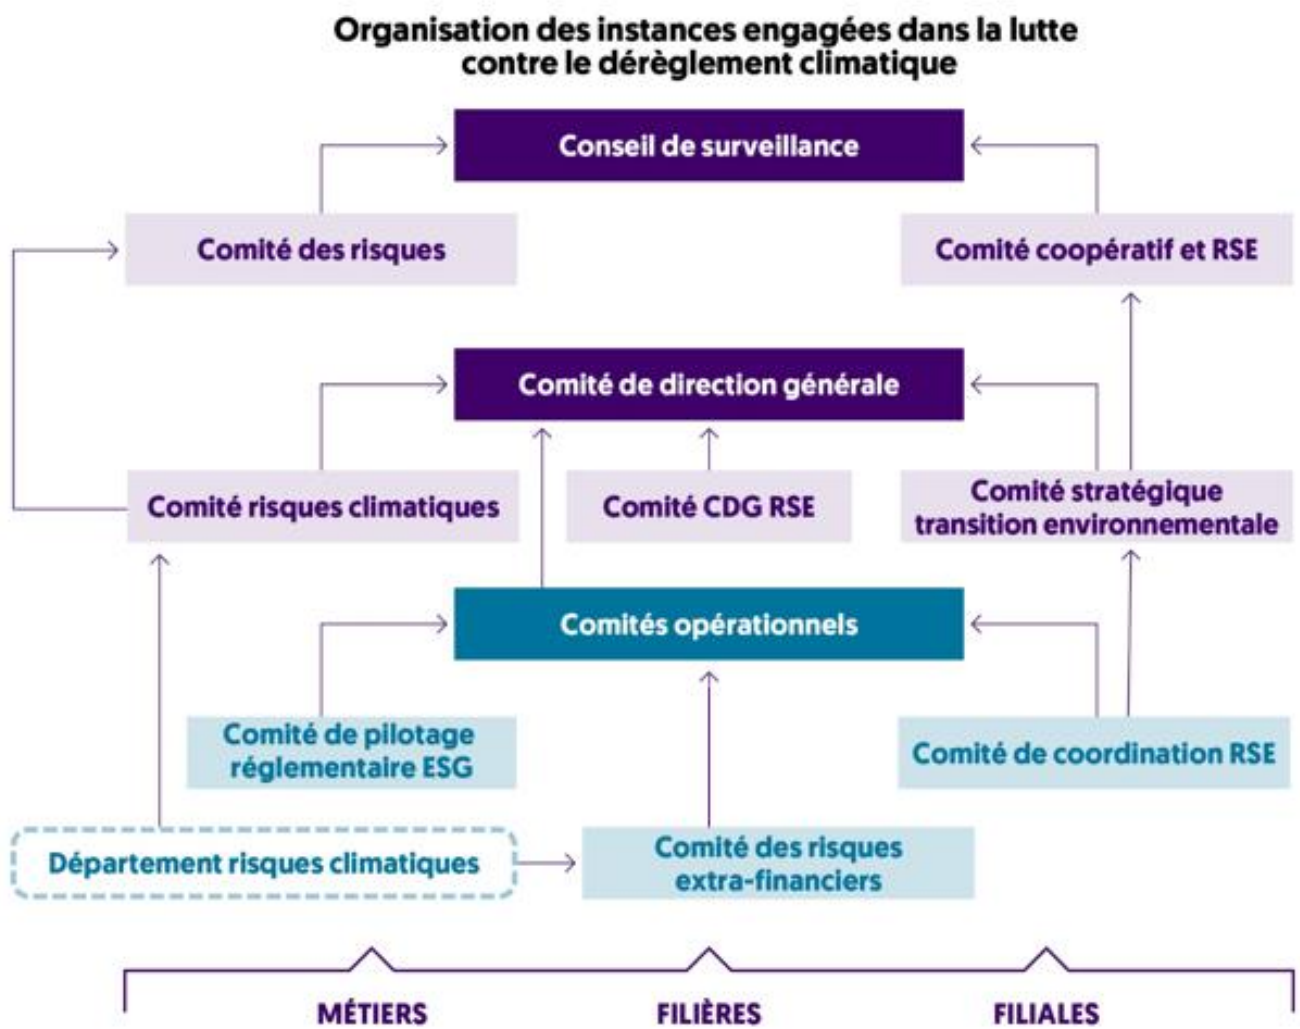 Organisation des instances engagées dans la lutte
contre le dérèglement climatique
Conseil de surveillance
Comité des risques
Comité coopératif et RSE
Comité de direction générale
Comité risques climatiques
Comité CDG RSE
Comité stratégique
transition environnementale
Comités opérationnels
Comité de pilotage
réglementaire ESG
Comité de coordination RSE
Département risques climatiques
Comité des risques
extra-financiers
MÉTIERS
FILIÈRES
FILIALES